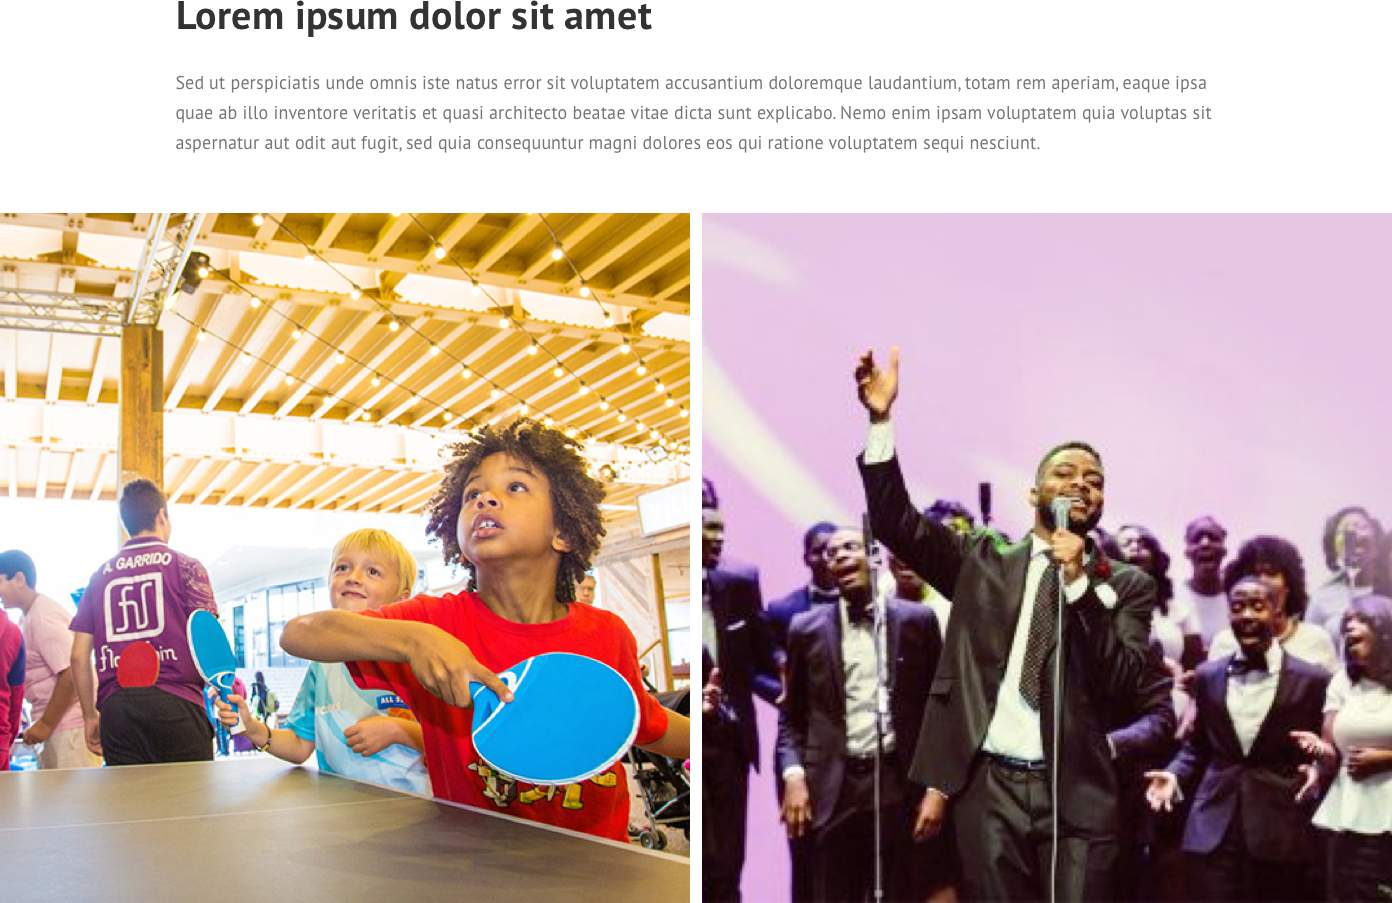 Lorem ipsum dolor sit amet
Sed ut perspiciatis unde omnis iste natus error sit voluptatem accusantium doloremque laudantium, totam rem aperiam, eaque ipsa
quae ab illo inventore veritatis et quasi architecto beatae vitae dicta sunt explicabo. Nemo enim ipsam voluptatem quia voluptas sit
aspernatur aut odit aut fugit, sed quia consequuntur magni dolores eos qui ratione voluptatem sequi nesciunt.
A. GARRIDO
ALL